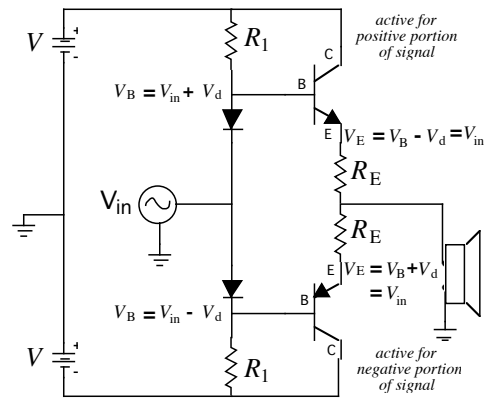 active for
positive portion
of signal
V
+
-
R1
C
B
E
VB = Vin + Vd
VE = VB - Vd = Vin
RE
Vin
RE
E
VE = VB + Vd
= Vin
B
VB = Vin - Vd
C
V
+
-
R1
active for
negative portion
of signal